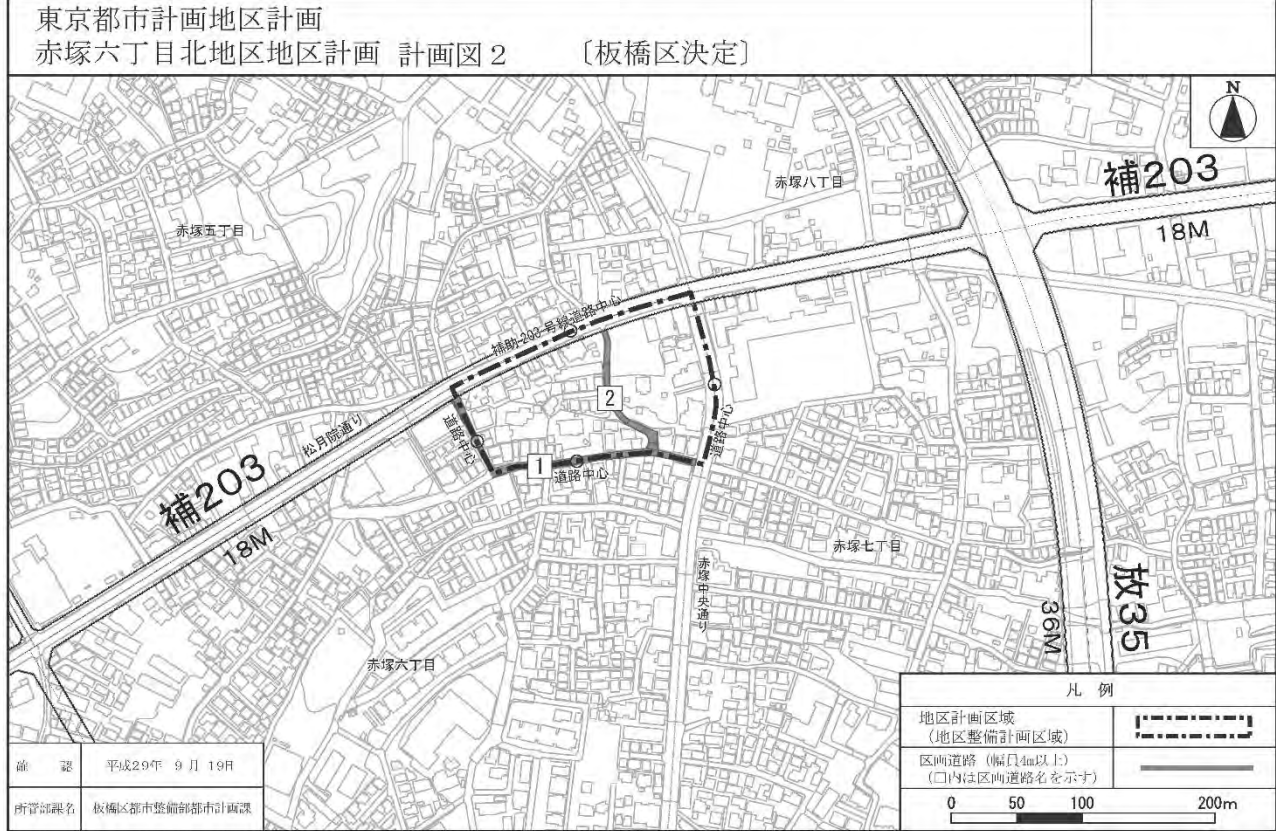 東京都市計画地区計画
赤塚六丁目北地区地区計画 計画図2 〔板橋区決定〕
N
赤塚八丁目
補203
18M
赤塚五丁目
補助203号線道路中心
2
松月院通り
道路中心
道路中心
1
道路中心
補203
18M
赤塚七丁目
赤塚中央通り
放35
36M
赤塚六丁目
凡 例
地区計画区域
(地区整備計画区域)
区画道路 (幅員4m以上)
(□内は区画道路名を示す)
0 50 100 200m
確 認 平成29年 9月 19日
所管部課名 板橋区都市整備部都市計画課